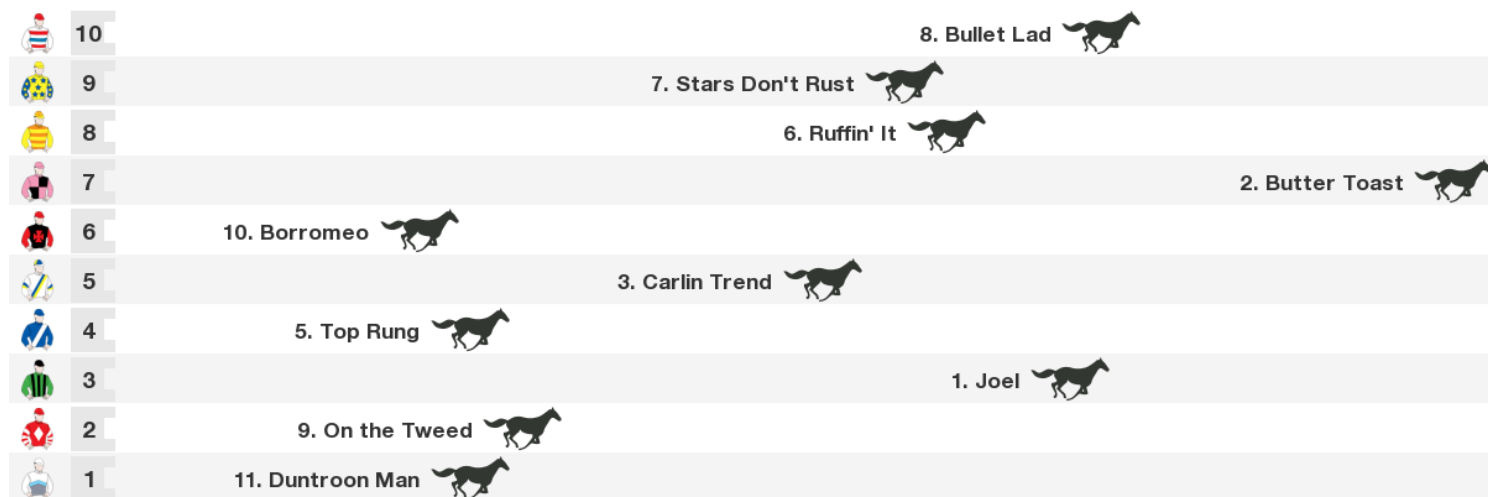 10 8. Bullet Lad
9 7. Stars Don't Rust
8 6. Ruffin' It
7 2. Butter Toast
6 10. Borromeo
5 3. Carlin Trend
4 5. Top Rung
3 1. Joel
2 9. On the Tweed
1 11. Duntroon Man